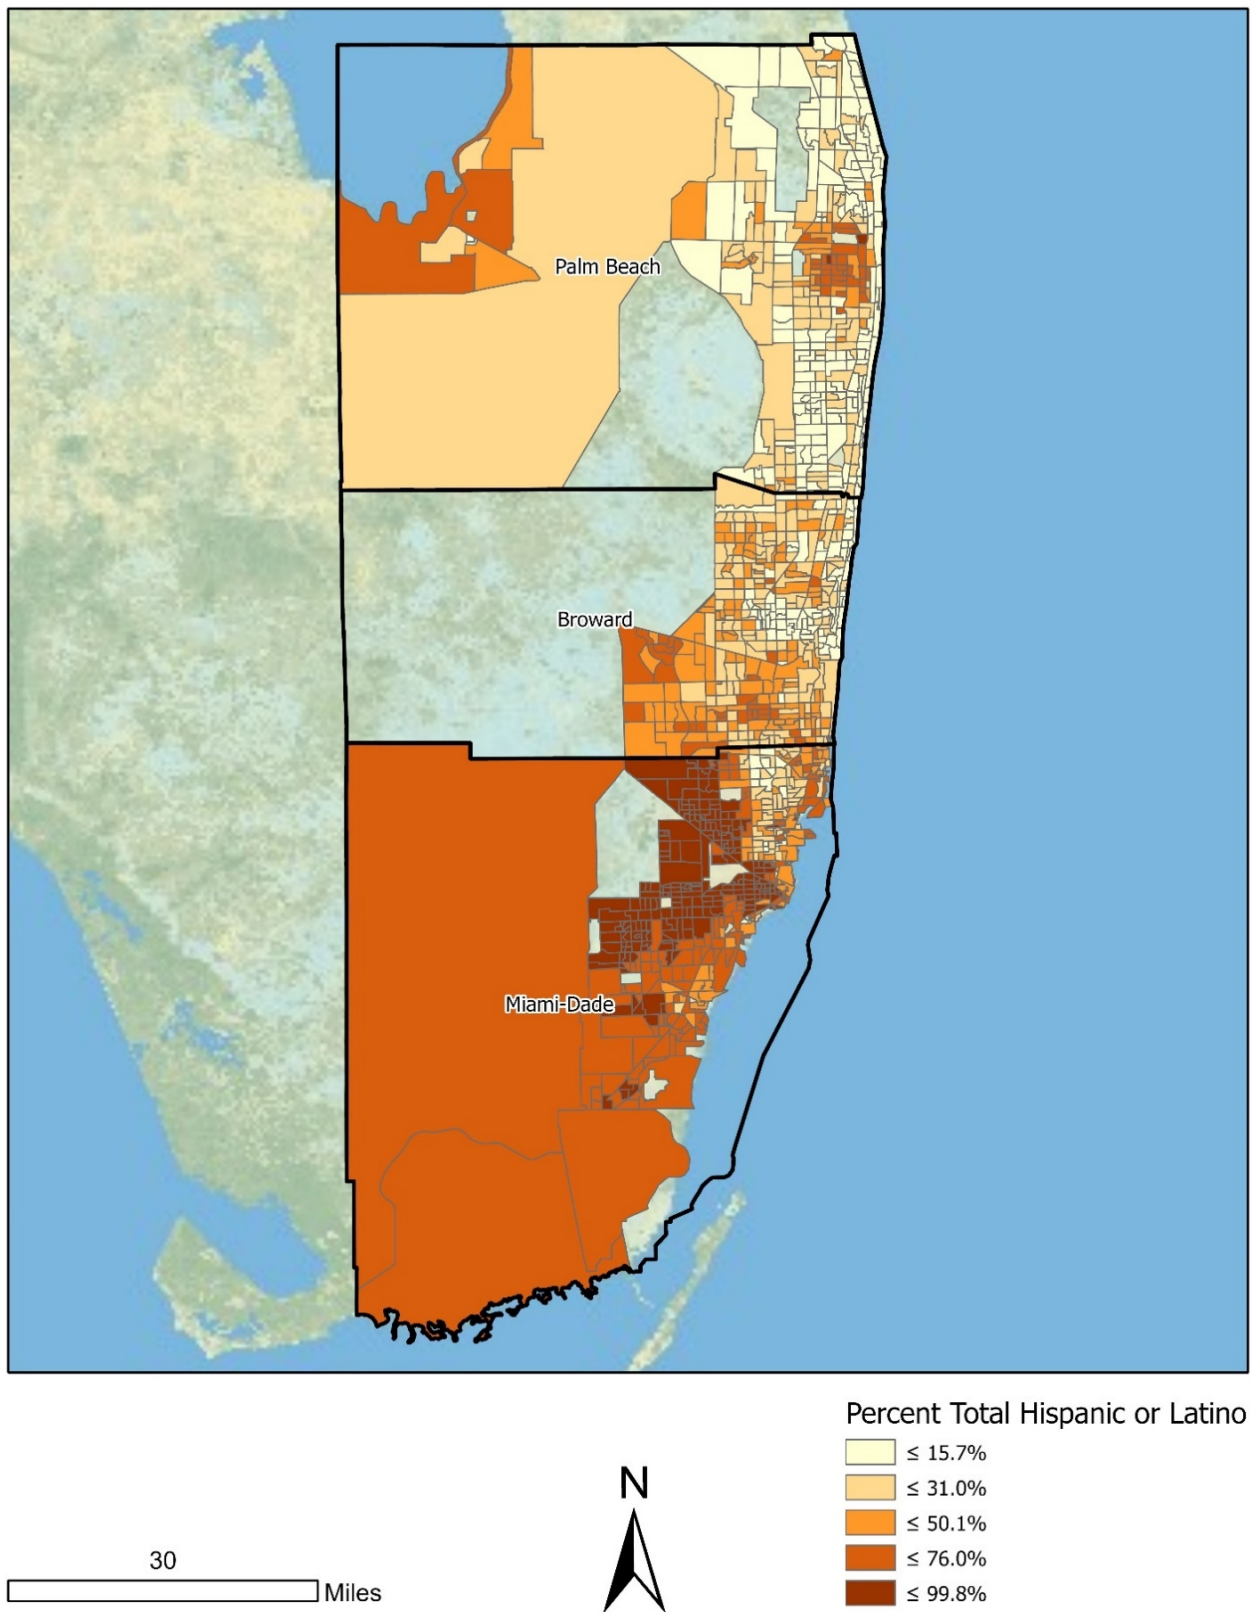 Palm Beach
Broward
Miami-Dade
Percent Total Hispanic or Latino
≤ 15.7%
≤ 31.0%
≤ 50.1%
≤ 76.0%
≤ 99.8%
N
30
Miles